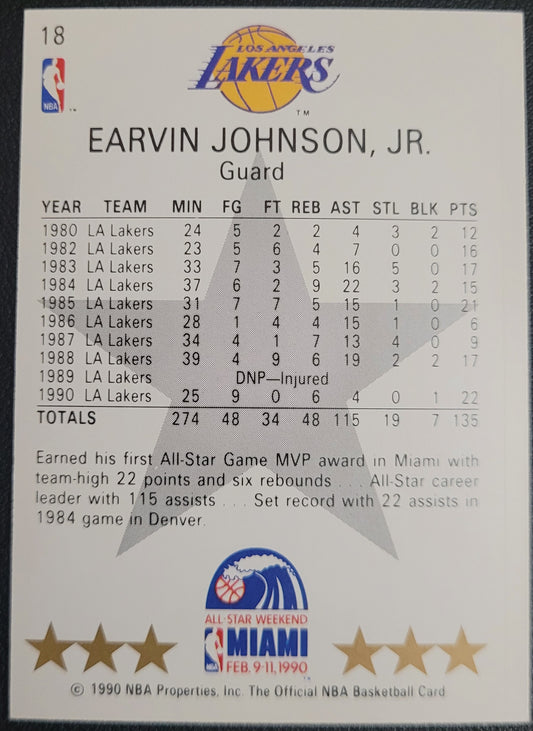 18
LOS ANGELES
LAKERS
TM
NBA
EARVIN JOHNSON, JR.
Guard
YEAR TEAM MIN FG FT REB AST STL BLK PTS
1980 LA Lakers 24 5 2 2 4 3 2 12
1982 LA Lakers 23 5 6 4 7 0 0 16
1983 LA Lakers 33 7 3 5 16 5 0 17
1984 LA Lakers 37 6 2 9 22 3 2 15
1985 LA Lakers 31 7 7 5 15 1 0 21
1986 LA Lakers 28 1 4 4 15 1 0 6
1987 LA Lakers 34 4 1 7 13 4 0 9
1988 LA Lakers 39 4 9 6 19 2 2 17
1989 LA Lakers DNP—Injured
1990 LA Lakers 25 9 0 6 4 0 1 22
TOTALS 274 48 34 48 115 19 7 135
Earned his first All-Star Game MVP award in Miami with
team-high 22 points and six rebounds . . . All-Star career
leader with 115 assists . . . Set record with 22 assists in
1984 game in Denver.
ALL-STAR WEEKEND
MIAMI
NBA
FEB. 9-11, 1990
© 1990 NBA Properties, Inc. The Official NBA Basketball Card